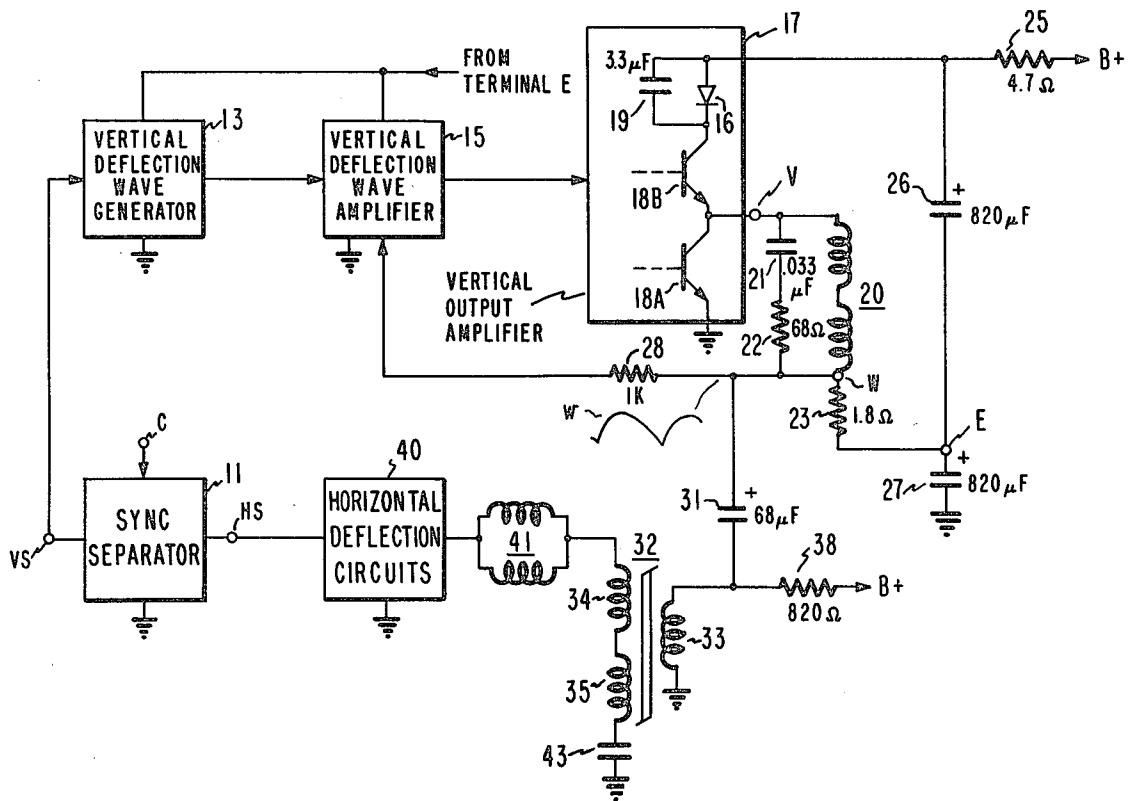 17
25
B+
4.7Ω
FROM
TERMINAL E
3.3μF
19
16
13
VERTICAL
DEFLECTION
WAVE
GENERATOR
15
VERTICAL
DEFLECTION
WAVE
AMPLIFIER
18B
V
26
+
820μF
18A
21
.033
μF
20
VERTICAL
OUTPUT
AMPLIFIER
22
68Ω
28
1K
W
W
23
1.8Ω
E
+
27
820μF
C
11
SYNC
SEPARATOR
VS
HS
40
HORIZONTAL
DEFLECTION
CIRCUITS
41
31
+
68μF
32
34
38
B+
820Ω
33
35
43